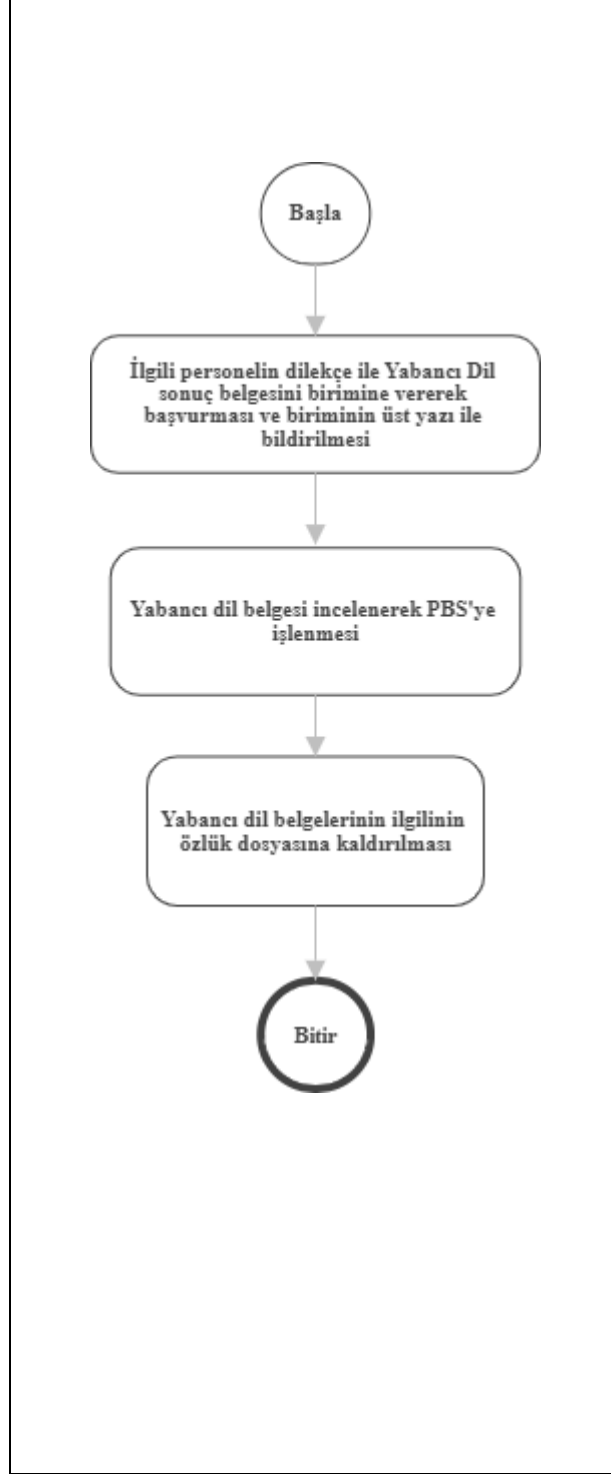 Başla
İlgili personelin dilekçe ile Yabancı Dil
sonuç belgesini birimine vererek
başvurması ve biriminin üst yazı ile
bildirilmesi
Yabancı dil belgesi incelenerek PBS'ye
işlenmesi
Yabancı dil belgelerinin ilgilinin
özlük dosyasına kaldırılması
Bitir